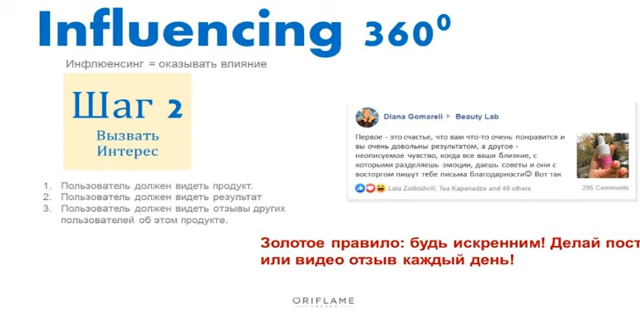 Influencing 360⁰
Инфлюенсинг = оказывать влияние
Шаг 2
Вызвать
Интерес
1. Пользователь должен видеть продукт.
2. Пользователь должен видеть результат
3. Пользователь должен видеть отзывы других
пользователей об этом продукте.
Diana Gomareli ▸ Beauty Lab
Первое - это счастье, что вам что-то очень понравится и
вы очень довольны результатом, а другое -
неописуемое чувство, когда все ваши близкие, с
которыми разделяешь эмоции, даешь советы и они с
восторгом пишут тебе письма благодарности😊 Вот так
Lela Zotikishvili, Tea Kapanadze and 48 others
295 Comments
Золотое правило: будь искренним! Делай пост
или видео отзыв каждый день!
ORIFLAME
SWEDEN